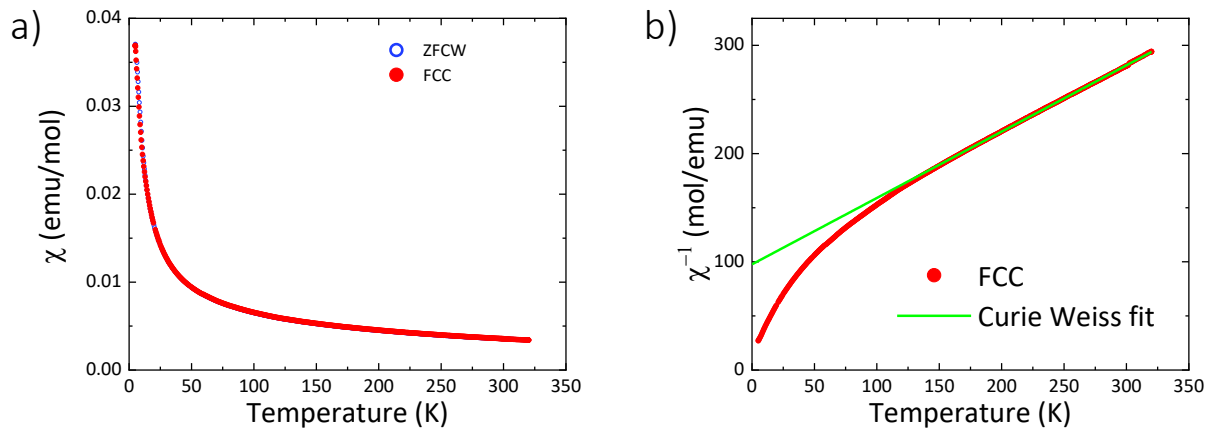 a)
0.04
0.03
0.02
0.01
0.00
χ (emu/mol)
ZFCW
FCC
0 50 100 150 200 250 300 350
Temperature (K)
b)
300
200
100
0
χ⁻¹ (mol/emu)
FCC
Curie Weiss fit
0 50 100 150 200 250 300 350
Temperature (K)